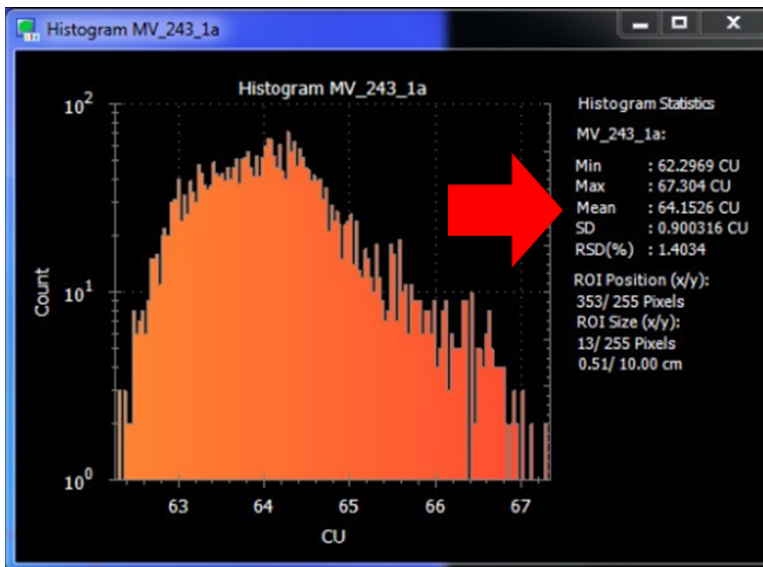 Histogram MV_243_1a
Histogram MV_243_1a
10²
10¹
10⁰
Count
63 64 65 66 67
CU
Histogram Statistics
MV_243_1a:
Min : 62.2969 CU
Max : 67.304 CU
Mean : 64.1526 CU
SD : 0.900316 CU
RSD(%) : 1.4034
ROI Position (x/y):
353/ 255 Pixels
ROI Size (x/y):
13/ 255 Pixels
0.51/ 10.00 cm